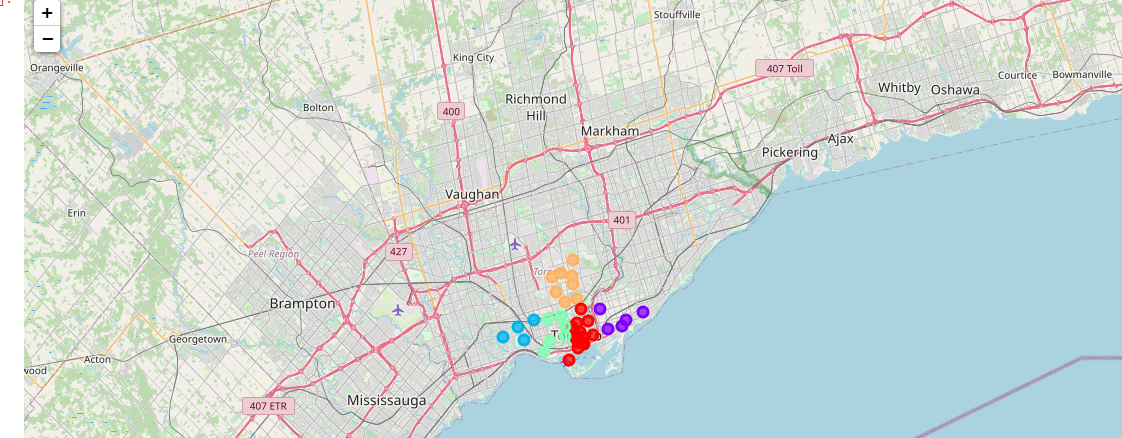 +
−
Stouffville
King City
Orangeville
407 Toll
Courtice
Bowmanville
Whitby
Oshawa
Bolton
400
Richmond
Hill
Markham
Ajax
Pickering
Vaughan
Erin
401
Peel Region
427
Brampton
Georgetown
Acton
wood
Mississauga
407 ETR